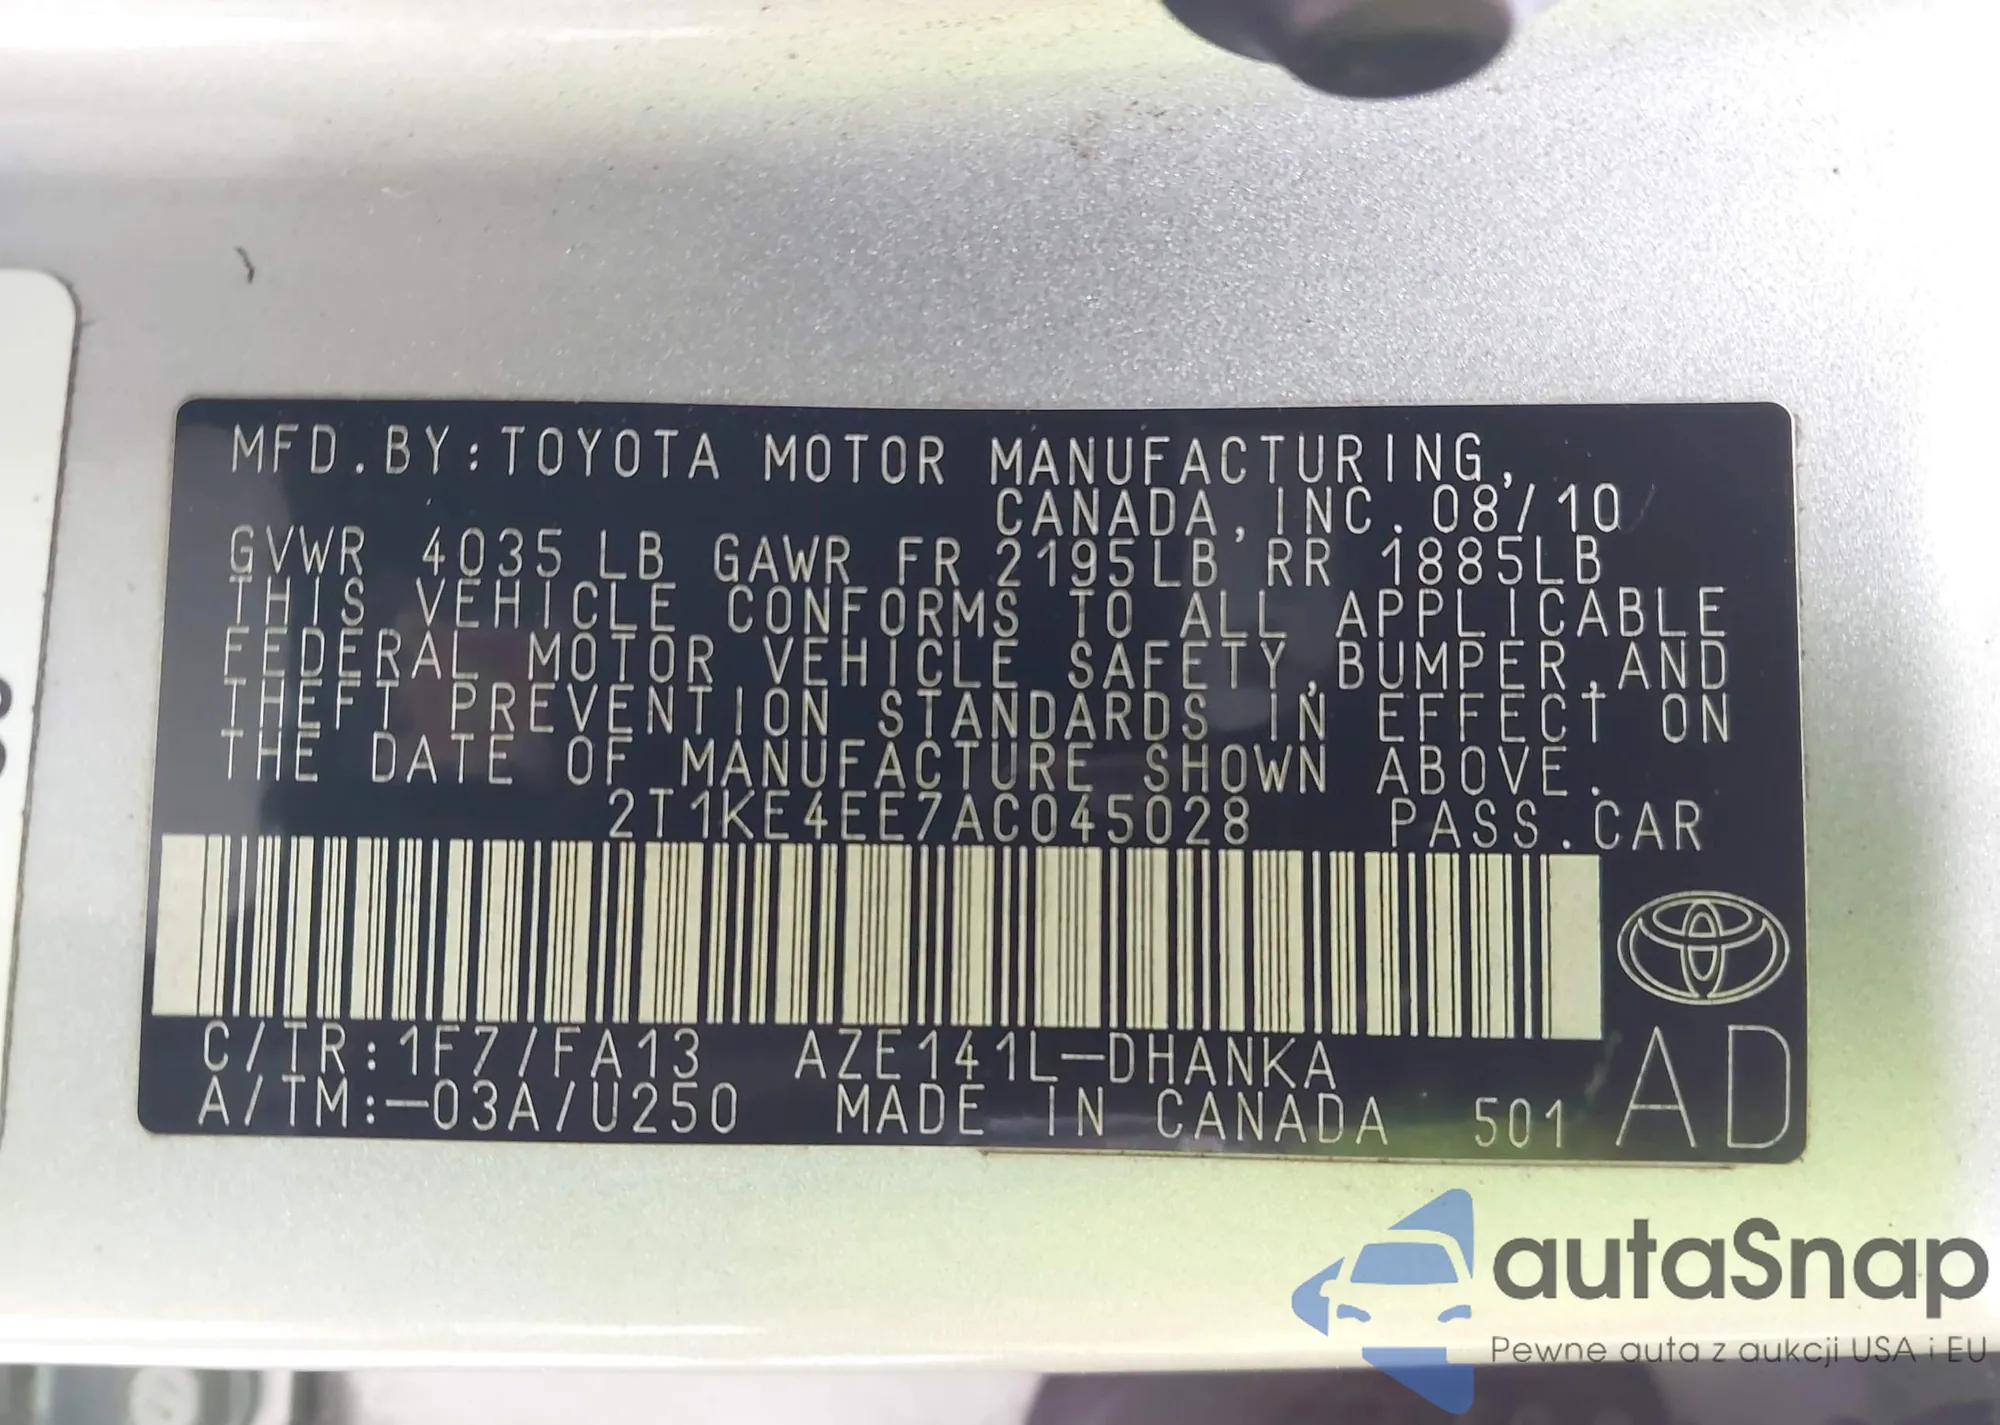 MFD.BY:TOYOTA MOTOR MANUFACTURING,
CANADA,INC. 08/10
GVWR 4035LB GAWR FR 2195LB RR 1885LB
THIS VEHICLE CONFORMS TO ALL APPLICABLE
FEDERAL MOTOR VEHICLE SAFETY,BUMPER,AND
THEFT PREVENTION STANDARDS IN EFFECT ON
THE DATE OF MANUFACTURE SHOWN ABOVE.
2T1KE4EE7AC045028 PASS.CAR
C/TR:1F7/FA13 AZE141L-DHANKA
A/TM:-03A/U250 MADE IN CANADA 501
AD
autaSnap
Pewne auta z aukcji USA i EU